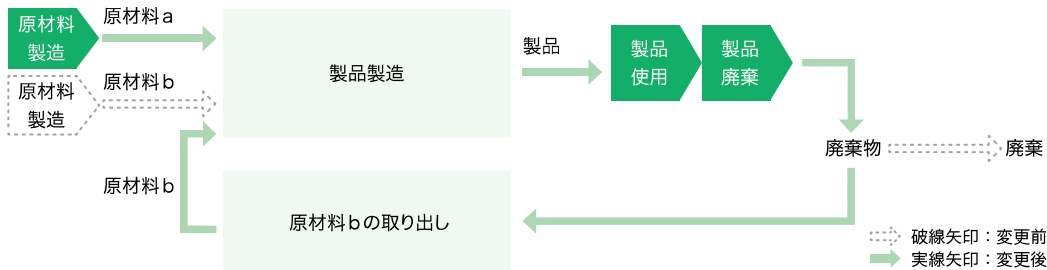 原材料
製造
原材料a
原材料
製造
原材料b
原材料b
製品製造
原材料bの取り出し
製品
製品
使用
製品
廃棄
廃棄物
廃棄
破線矢印：変更前
実線矢印：変更後